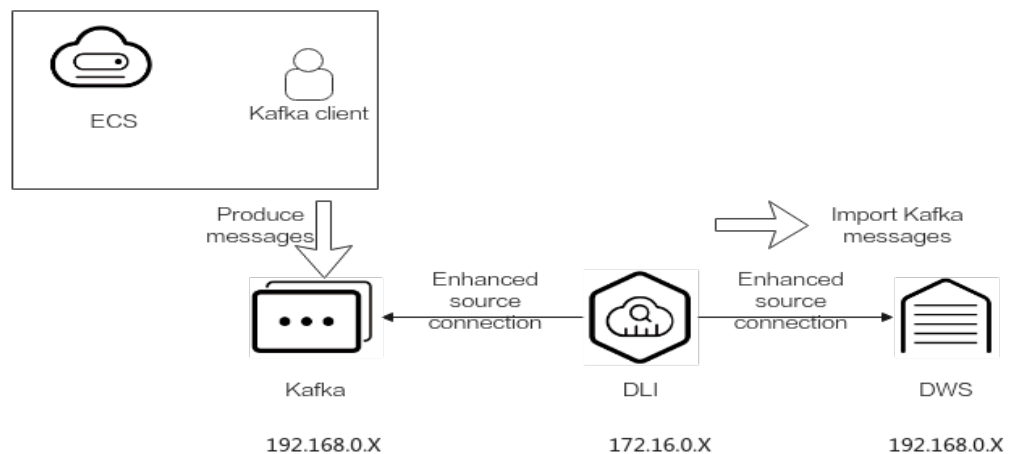 ECS
Kafka client
Produce
messages
Import Kafka
messages
Enhanced
source
connection
Enhanced
source
connection
Kafka
DLI
DWS
192.168.0.X
172.16.0.X
192.168.0.X